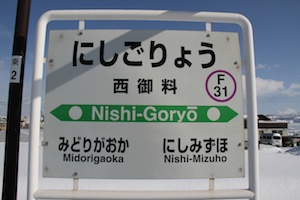 にしごりょう
西御料
F
31
Nishi-Goryō
みどりがおか
Midorigaoka
にしみずほ
Nishi-Mizuho
乗
2